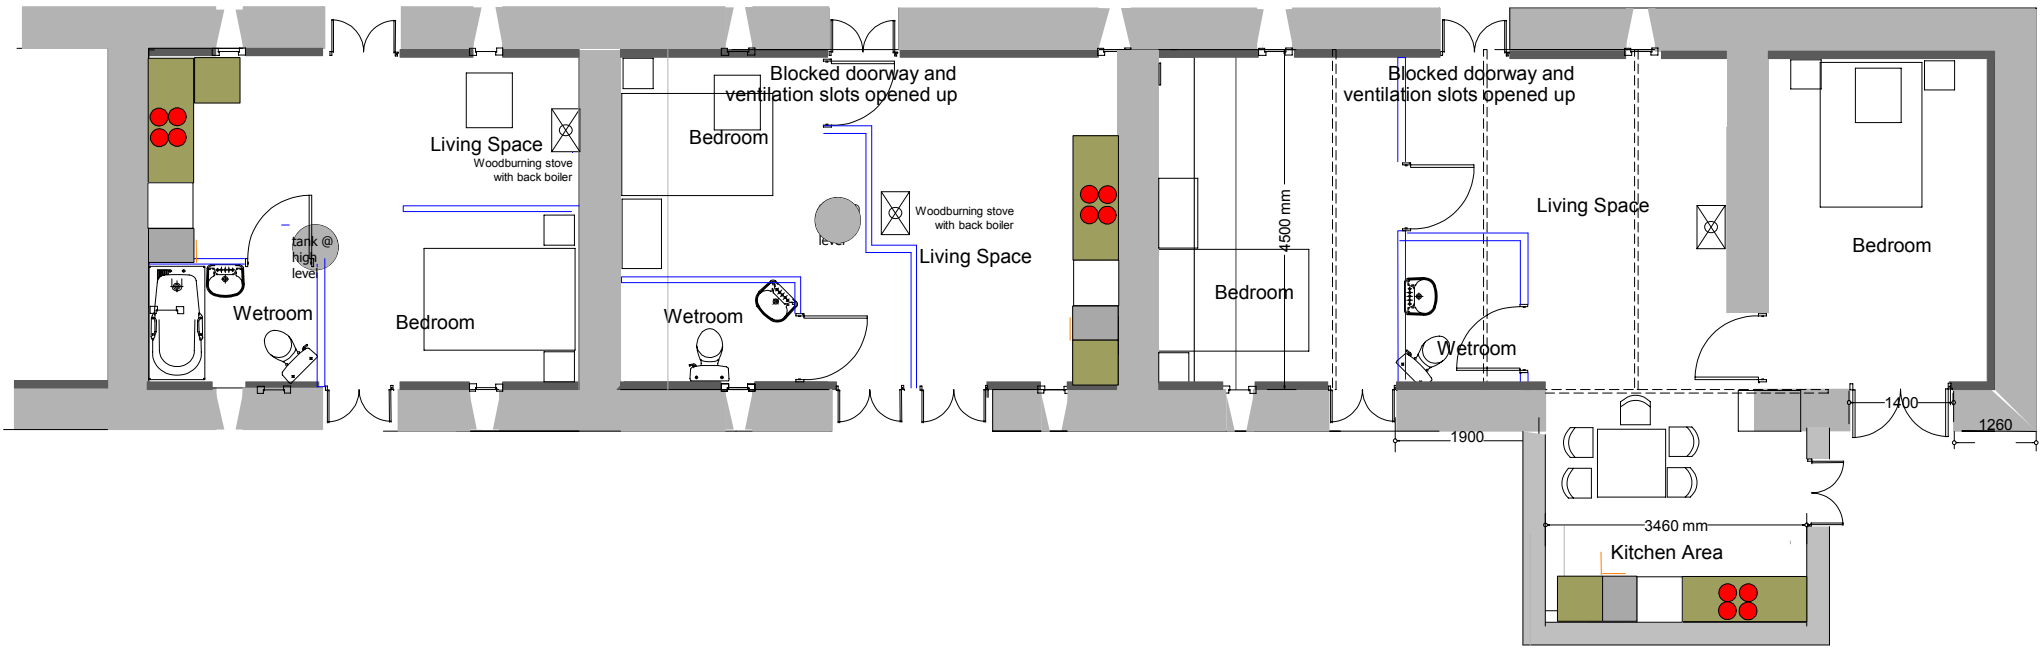 Living Space
Woodburning stove
with back boiler
tank @
high
level
Wetroom
Bedroom
Blocked doorway and
ventilation slots opened up
Bedroom
Woodburning stove
with back boiler
Living Space
level
Wetroom
Blocked doorway and
ventilation slots opened up
4500 mm
Bedroom
Living Space
Wetroom
Bedroom
1900
1400
1260
3460 mm
Kitchen Area